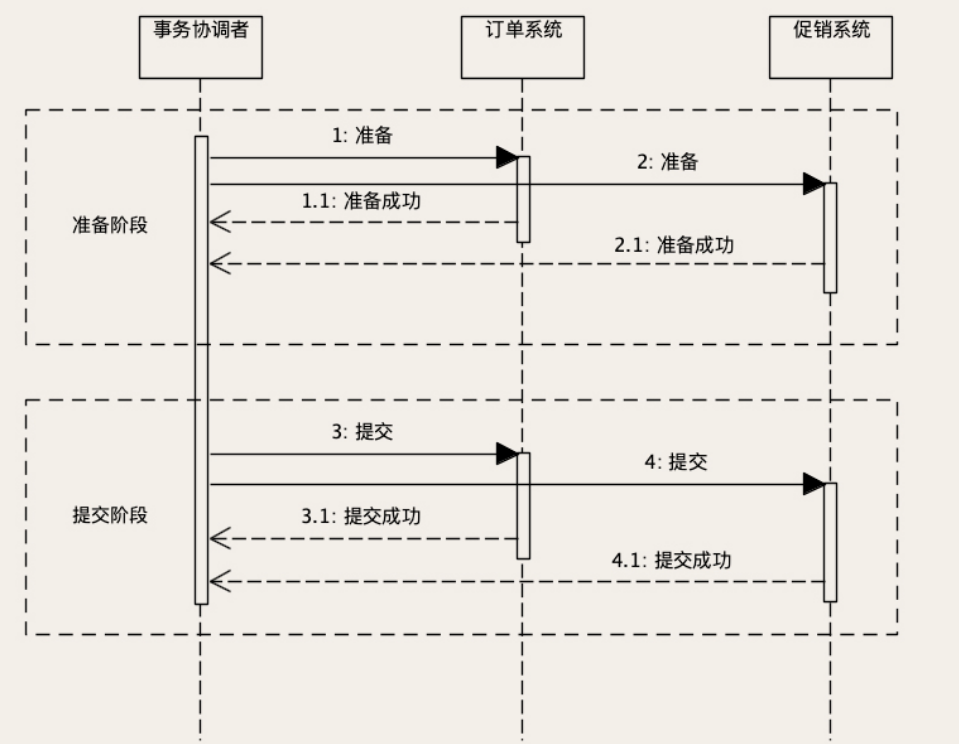 事务协调者
订单系统
促销系统
1: 准备
2: 准备
1.1: 准备成功
准备阶段
2.1: 准备成功
3: 提交
4: 提交
3.1: 提交成功
提交阶段
4.1: 提交成功